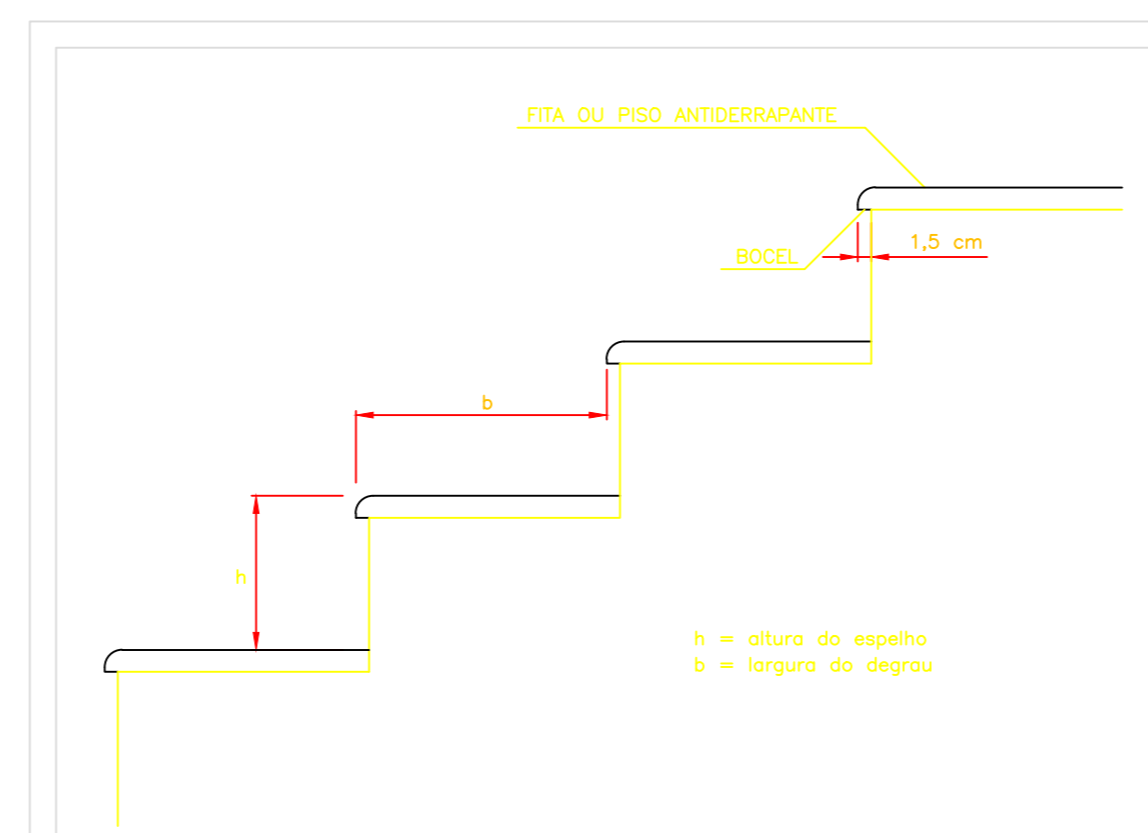 FITA OU PISO ANTIDERRAPANTE
1,5 cm
BOCEL
b
h
h = altura do espelho
b = largura do degrau